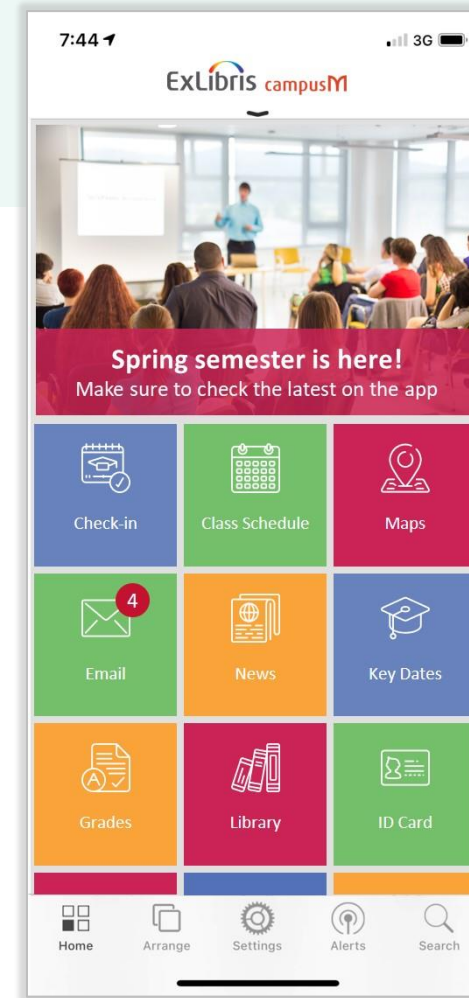 7:44
3G
ExLibris campusM
Spring semester is here!
Make sure to check the latest on the app
Check-in
Class Schedule
Maps
4
Email
News
Key Dates
A
Grades
Library
ID Card
Home
Arrange
Settings
Alerts
Search